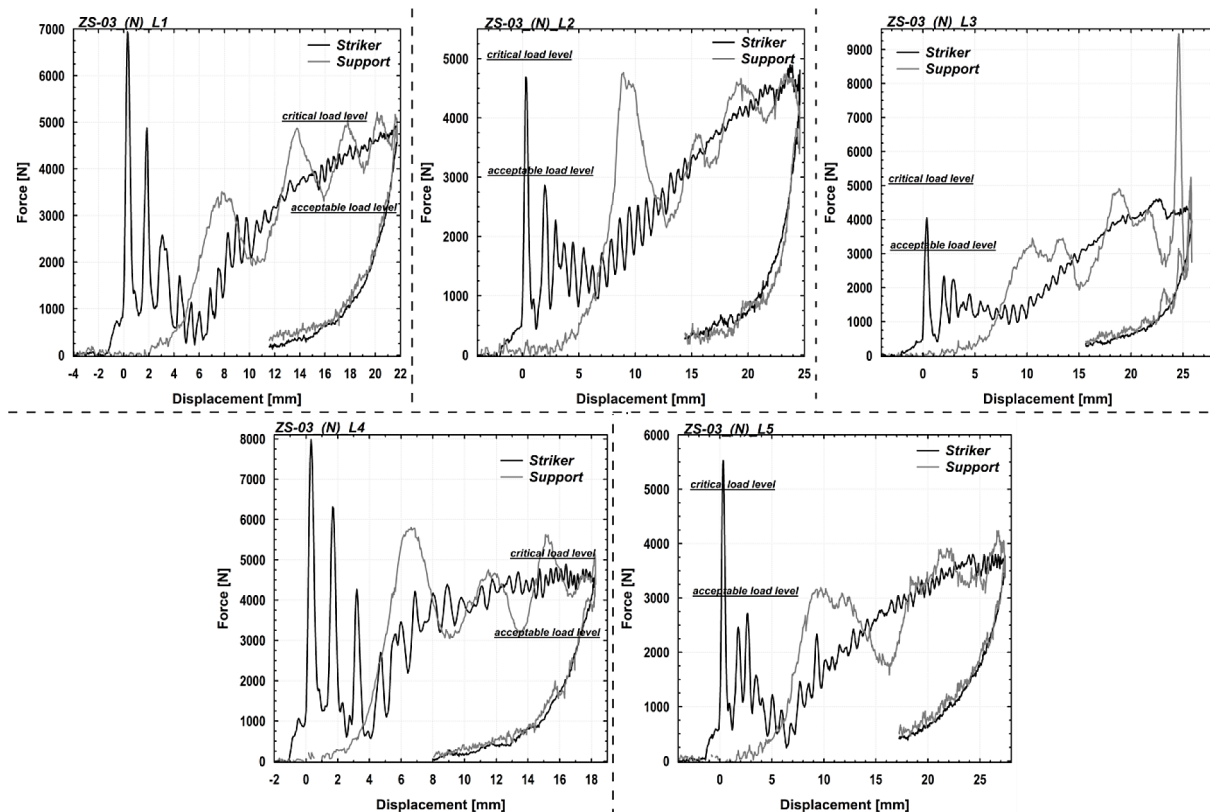 ZS-03_(N)_L1
7000
6000
5000
4000
3000
2000
1000
0
Force [N]
Striker
Support
critical load level
acceptable load level
-4 -2 0 2 4 6 8 10 12 14 16 18 20 22
Displacement [mm]
ZS-03_(N)_L2
5000
4000
3000
2000
1000
0
Force [N]
critical load level
Striker
Support
acceptable load level
0 5 10 15 20 25
Displacement [mm]
ZS-03_(N)_L3
9000
8000
7000
6000
5000
4000
3000
2000
1000
0
Force [N]
Striker
Support
critical load level
acceptable load level
0 5 10 15 20 25
Displacement [mm]
ZS-03_(N)_L4
8000
7000
6000
5000
4000
3000
2000
1000
0
Force [N]
Striker
Support
critical load level
acceptable load level
-2 0 2 4 6 8 10 12 14 16 18
Displacement [mm]
ZS-03_(N)_L5
6000
5000
4000
3000
2000
1000
0
Force [N]
Striker
Support
critical load level
acceptable load level
0 5 10 15 20 25
Displacement [mm]